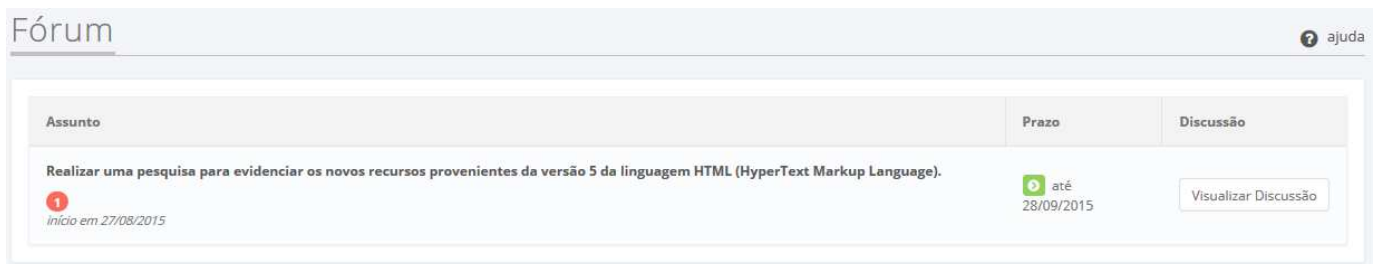 Fórum
ajuda
Assunto Prazo Discussão
Realizar uma pesquisa para evidenciar os novos recursos provenientes da versão 5 da linguagem HTML (HyperText Markup Language).
1
início em 27/08/2015
até
28/09/2015
Visualizar Discussão